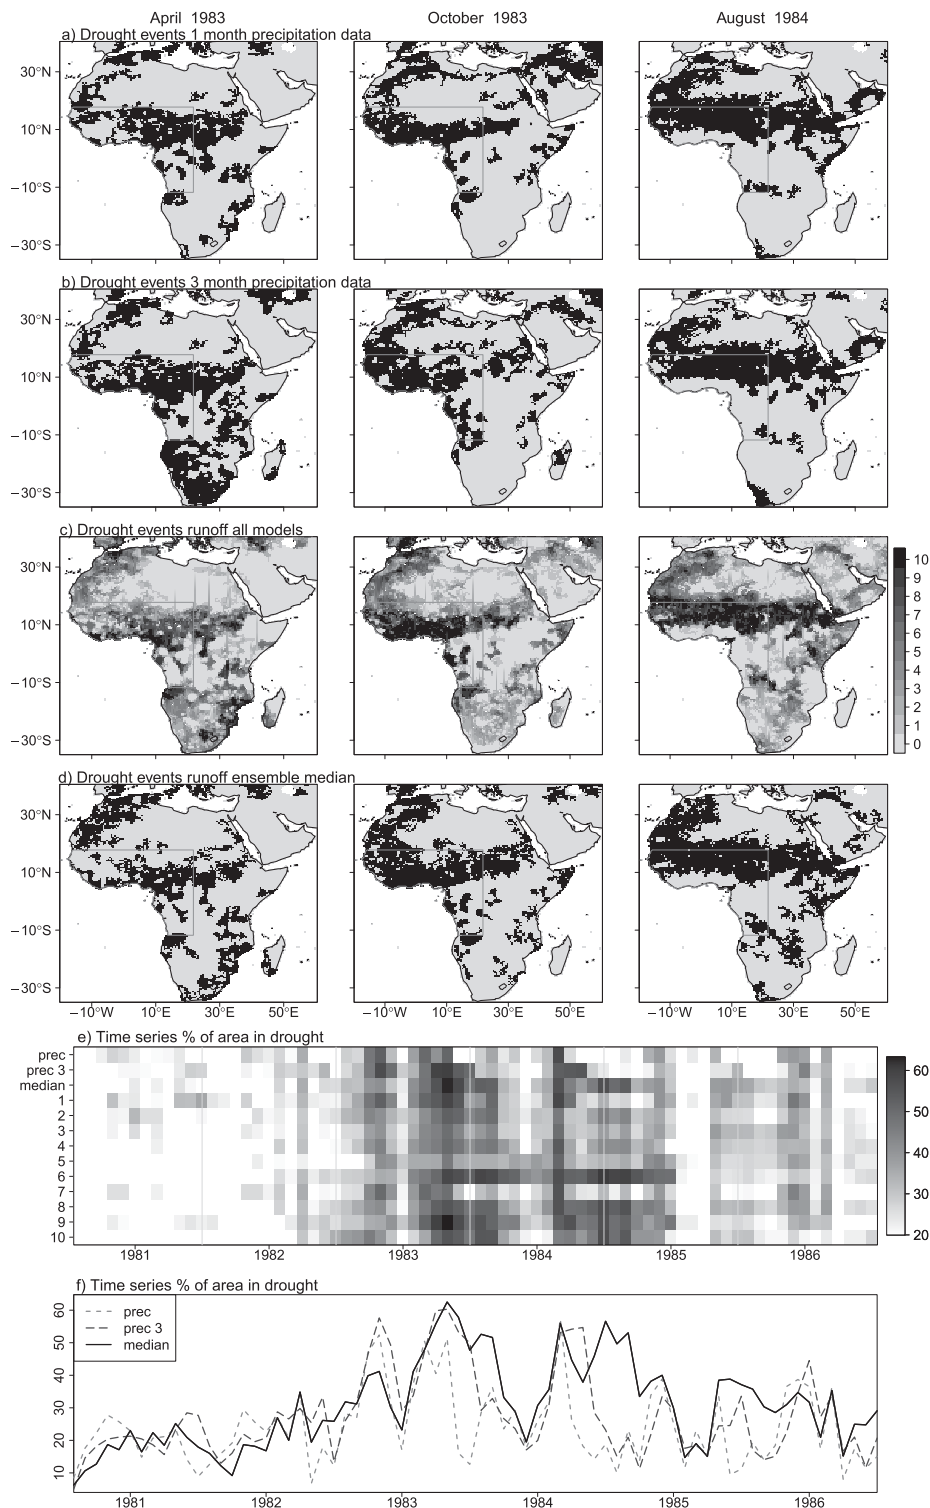 April 1983 October 1983 August 1984
a) Drought events 1 month precipitation data
30°N
10°N
−10°S
−30°S
b) Drought events 3 month precipitation data
30°N
10°N
−10°S
−30°S
c) Drought events runoff all models
30°N
10°N
−10°S
−30°S
10
9
8
7
6
5
4
3
2
1
0
d) Drought events runoff ensemble median
30°N
10°N
−10°S
−30°S
−10°W 10°E 30°E 50°E −10°W 10°E 30°E 50°E −10°W 10°E 30°E 50°E
e) Time series % of area in drought
prec
prec 3
median
1
2
3
4
5
6
7
8
9
10
1981 1982 1983 1984 1985 1986
60
50
40
30
20
f) Time series % of area in drought
prec
prec 3
median
60
50
40
30
20
10
1981 1982 1983 1984 1985 1986